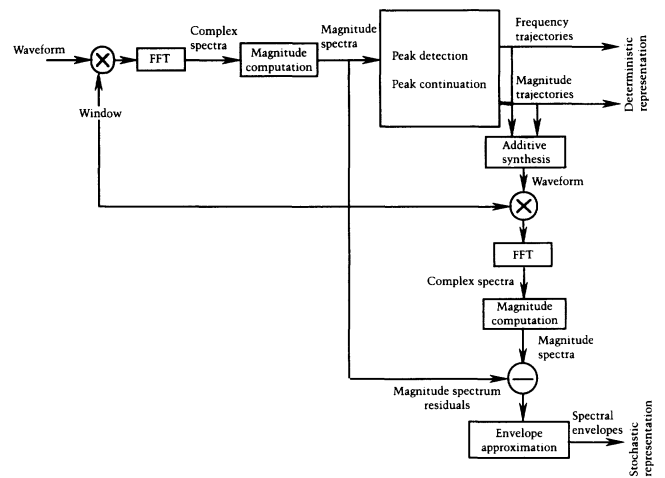 Waveform
Window
FFT
Complex
spectra
Magnitude
computation
Magnitude
spectra
Peak detection
Peak continuation
Frequency
trajectories
Magnitude
trajectories
Deterministic
representation
Additive
synthesis
Waveform
FFT
Complex spectra
Magnitude
computation
Magnitude
spectra
Magnitude spectrum
residuals
Envelope
approximation
Spectral
envelopes
Stochastic
representation